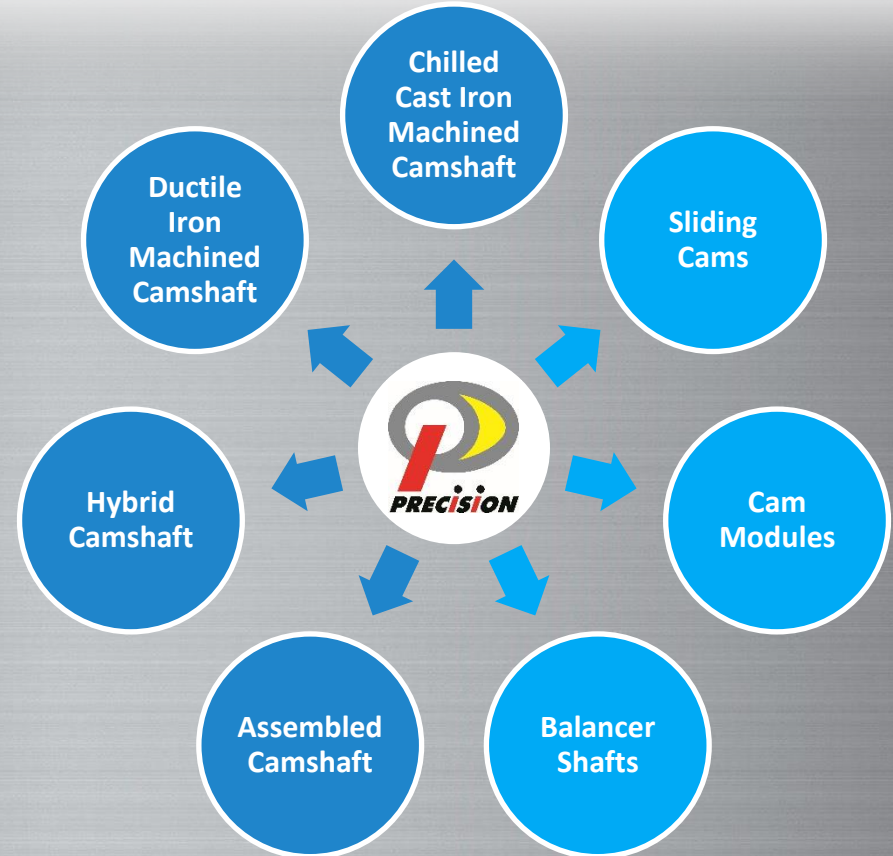 Chilled
Cast Iron
Machined
Camshaft
Sliding
Cams
Cam
Modules
Balancer
Shafts
Assembled
Camshaft
Hybrid
Camshaft
Ductile
Iron
Machined
Camshaft
PRECISION